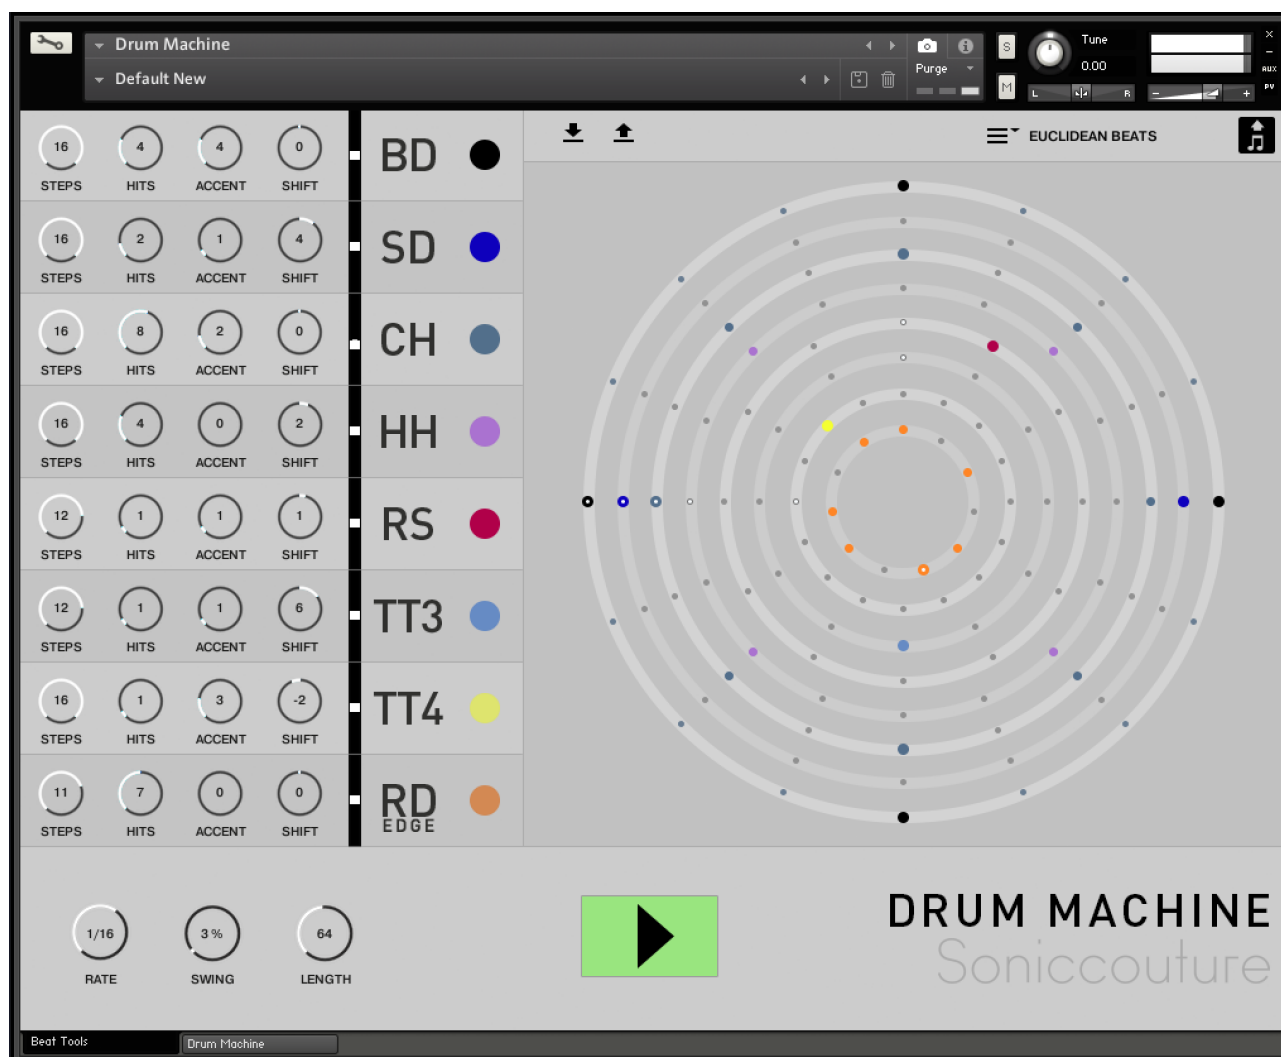 Drum Machine
Default New
Purge
S
M
Tune
0.00
L
R
AUX
PV
EUCLIDEAN BEATS
16 4 4 0
STEPS HITS ACCENT SHIFT
BD
16 2 1 4
STEPS HITS ACCENT SHIFT
SD
16 8 2 0
STEPS HITS ACCENT SHIFT
CH
16 4 0 2
STEPS HITS ACCENT SHIFT
HH
12 1 1 1
STEPS HITS ACCENT SHIFT
RS
12 1 1 6
STEPS HITS ACCENT SHIFT
TT3
16 1 3 -2
STEPS HITS ACCENT SHIFT
TT4
11 7 0 0
STEPS HITS ACCENT SHIFT
RD
EDGE
1/16 3 % 64
RATE SWING LENGTH
DRUM MACHINE
Soniccouture
Beat Tools
Drum Machine